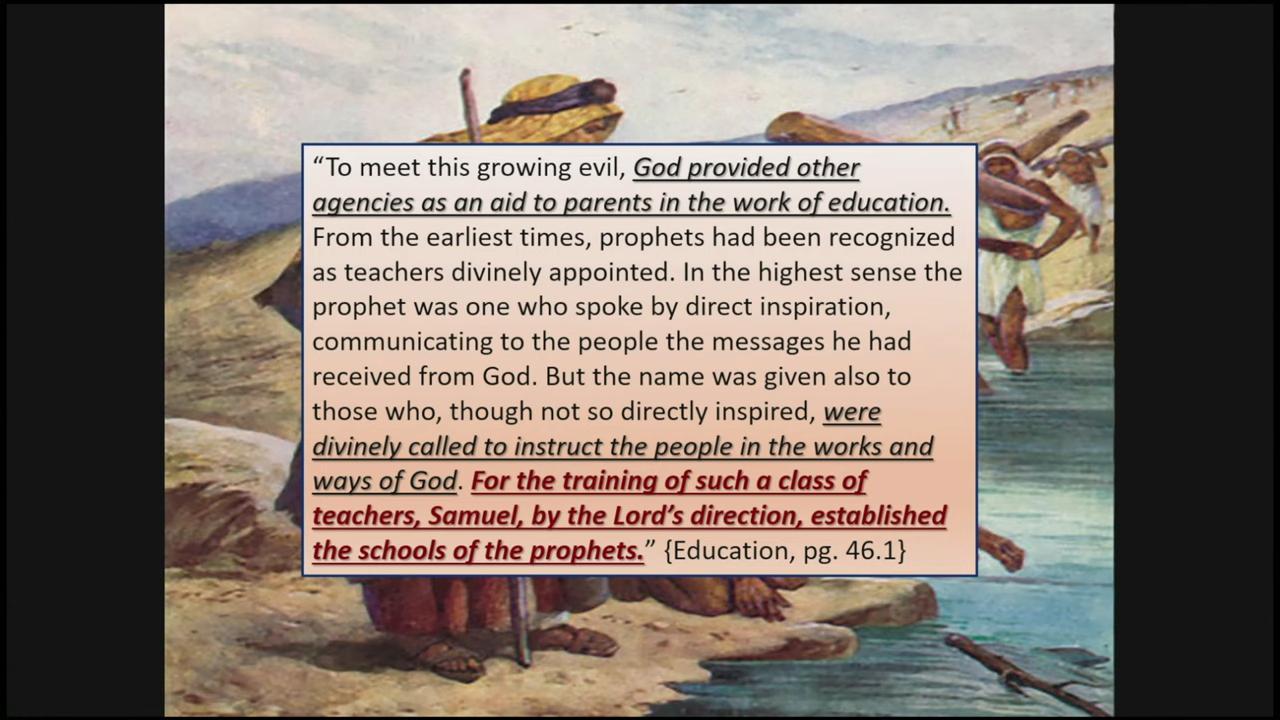 “To meet this growing evil, God provided other
agencies as an aid to parents in the work of education.
From the earliest times, prophets had been recognized
as teachers divinely appointed. In the highest sense the
prophet was one who spoke by direct inspiration,
communicating to the people the messages he had
received from God. But the name was given also to
those who, though not so directly inspired, were
divinely called to instruct the people in the works and
ways of God. For the training of such a class of
teachers, Samuel, by the Lord’s direction, established
the schools of the prophets.” {Education, pg. 46.1}